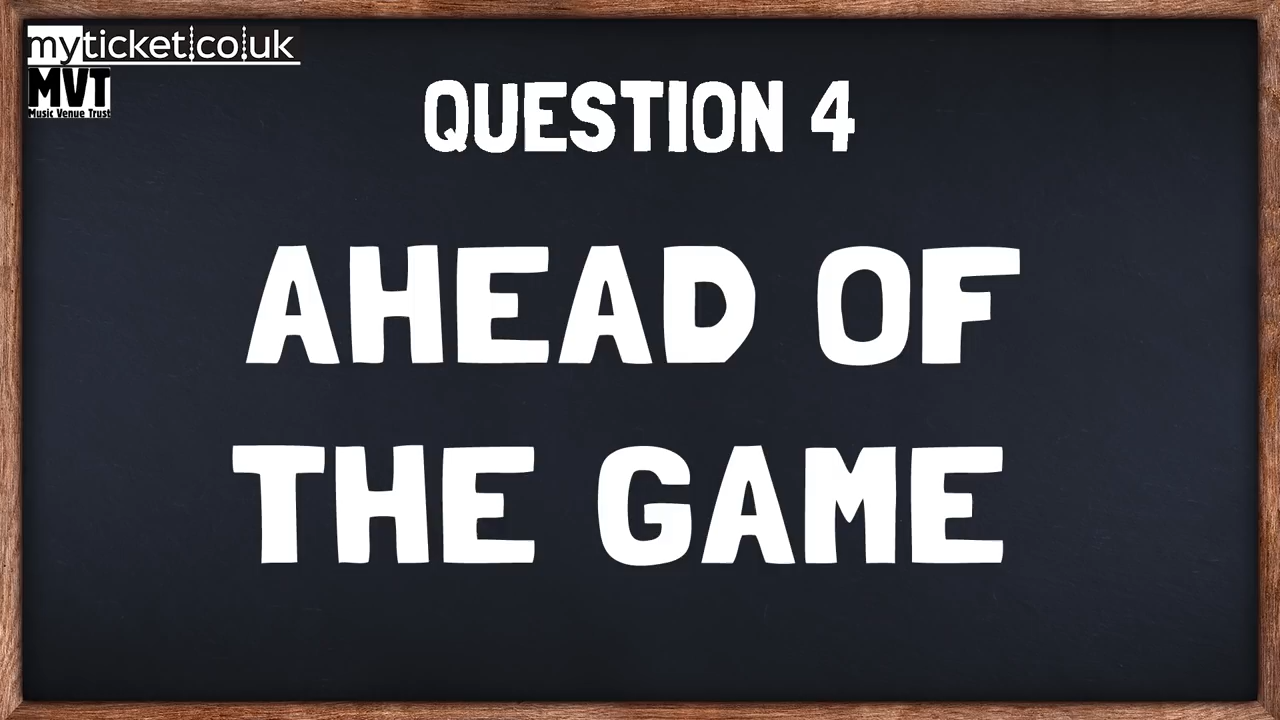 myticket.co.uk
MVT
Music Venue Trust
QUESTION 4
AHEAD OF
THE GAME